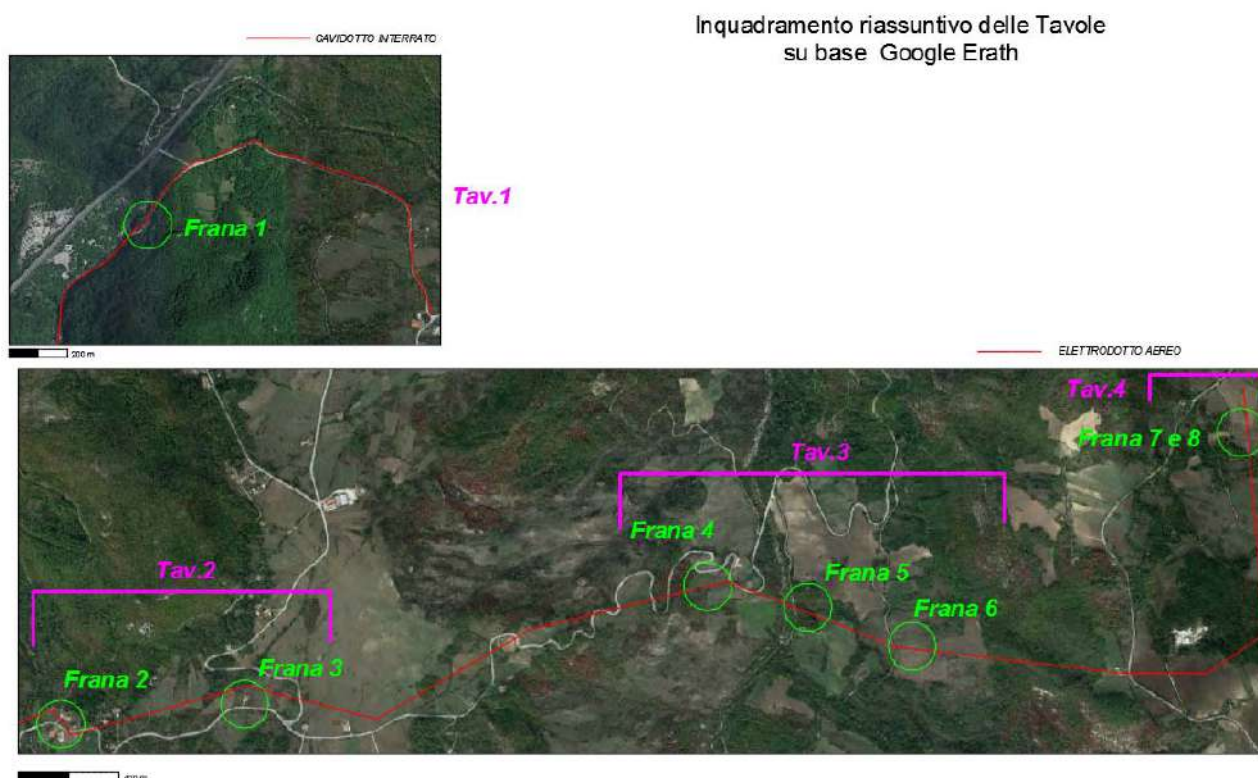 Inquadramento riassuntivo delle Tavole
su base Google Erath
CAVIDOTTO INTERRATO
Tav.1
Frana 1
200 m
ELETTRODOTTO AEREO
Tav.4
Frana 7 e 8
Tav.3
Frana 4
Tav.2
Frana 5
Frana 6
Frana 3
Frana 2